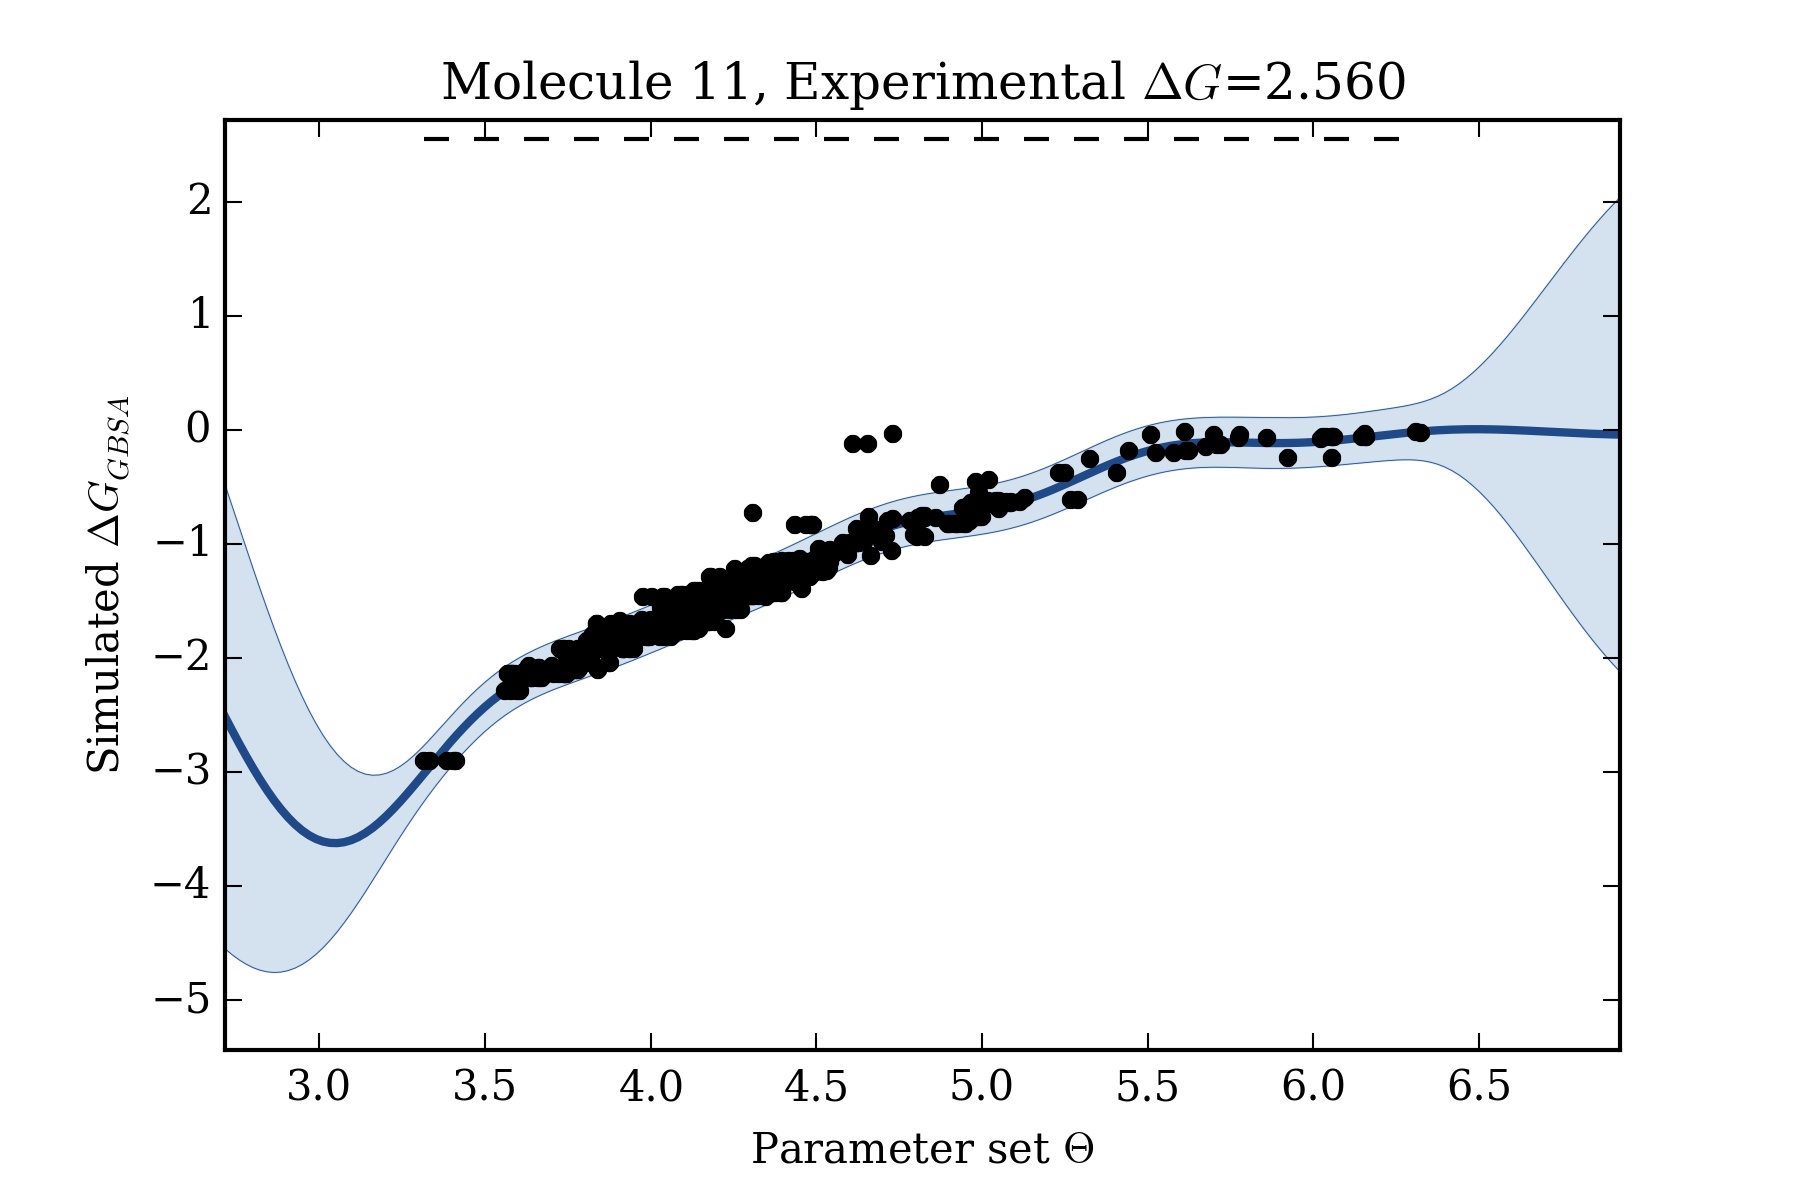 Molecule 11, Experimental ΔG=2.560
Simulated ΔG_GBSA
2
1
0
−1
−2
−3
−4
−5
3.0 3.5 4.0 4.5 5.0 5.5 6.0 6.5
Parameter set Θ